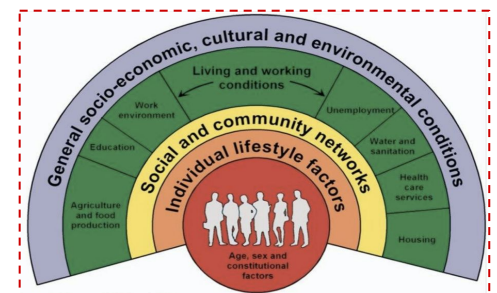 General socio-economic, cultural and environmental conditions
Living and working
conditions
Work
environment
Unemployment
Education
Water and
sanitation
Social and community networks
Individual lifestyle factors
Health
care
services
Agriculture
and food
production
Housing
Age, sex and
constitutional
factors